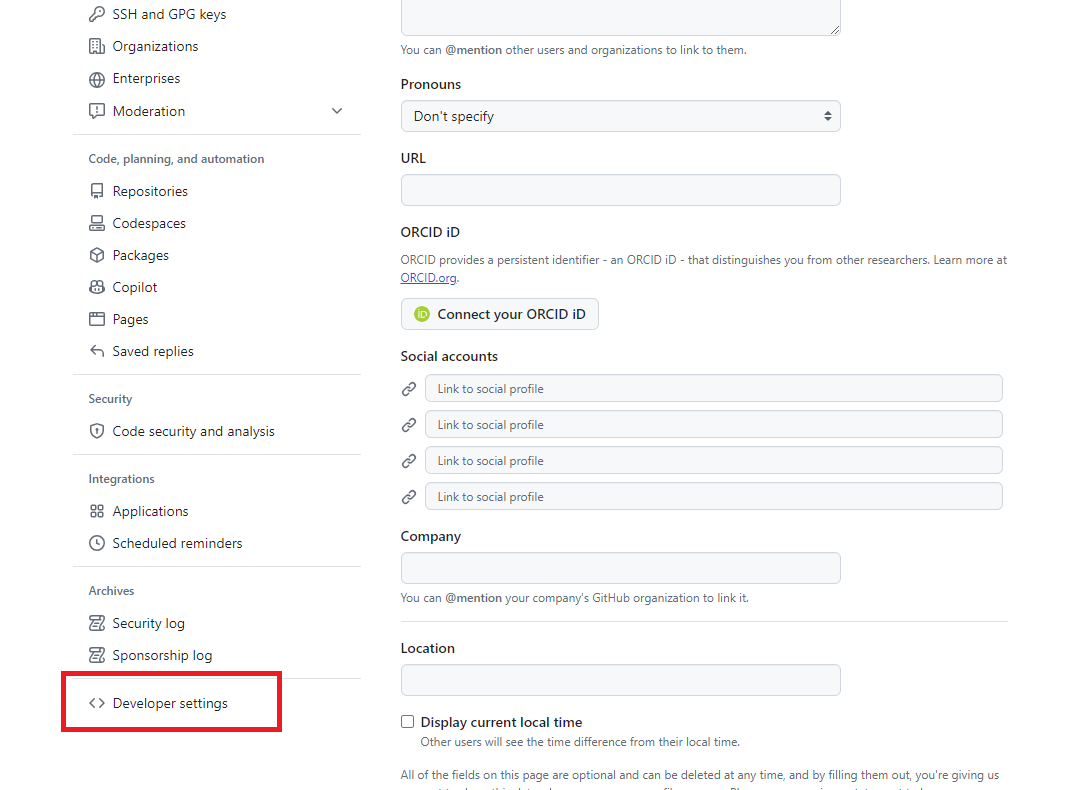 SSH and GPG keys
Organizations
Enterprises
Moderation
Code, planning, and automation
Repositories
Codespaces
Packages
Copilot
Pages
Saved replies
Security
Code security and analysis
Integrations
Applications
Scheduled reminders
Archives
Security log
Sponsorship log
Developer settings
You can @mention other users and organizations to link to them.
Pronouns
Don't specify
URL
ORCID iD
ORCID provides a persistent identifier - an ORCID iD - that distinguishes you from other researchers. Learn more at
ORCID.org.
iD Connect your ORCID iD
Social accounts
Link to social profile
Link to social profile
Link to social profile
Link to social profile
Company
You can @mention your company's GitHub organization to link it.
Location
Display current local time
Other users will see the time difference from their local time.
All of the fields on this page are optional and can be deleted at any time, and by filling them out, you're giving us